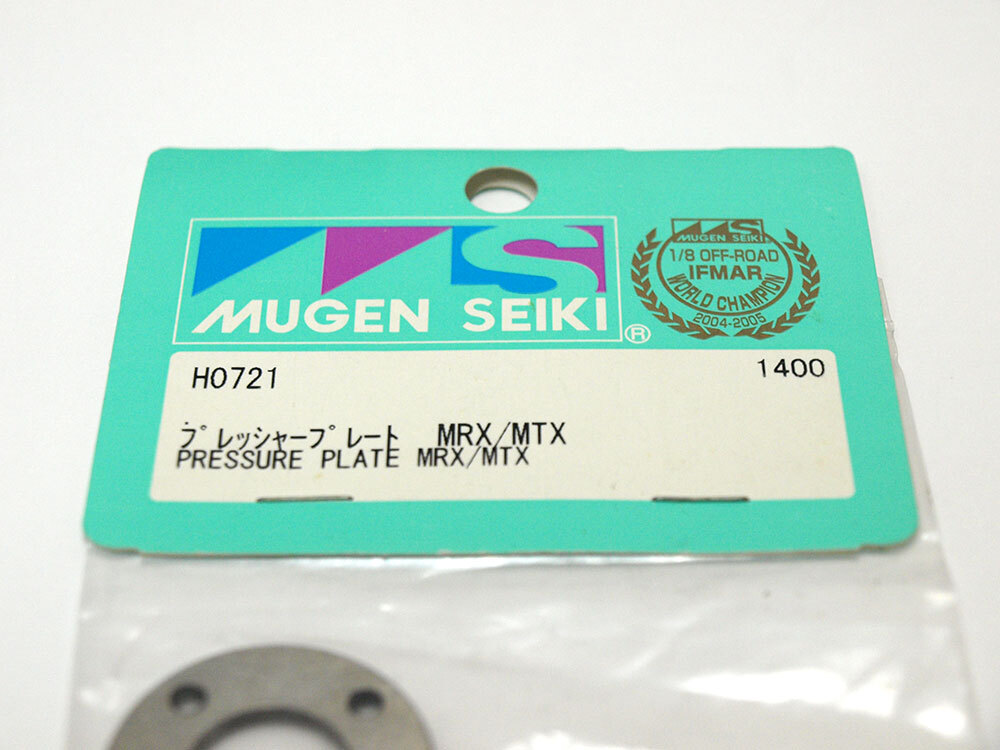 MUGEN SEIKI ®
MUGEN SEIKI
1/8 OFF-ROAD
IFMAR
WORLD CHAMPION
2004-2005
H0721
1400
プレッシャープレート MRX/MTX
PRESSURE PLATE MRX/MTX